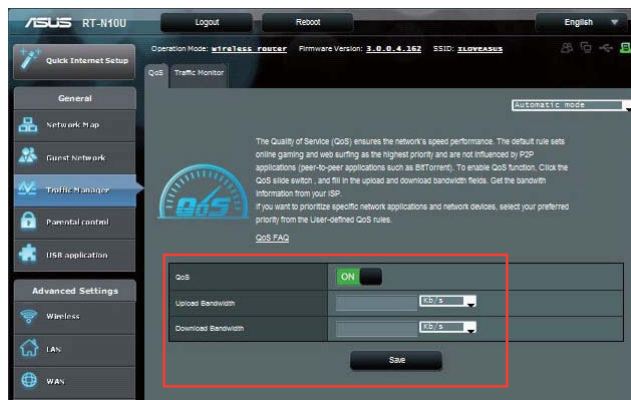 ASUS RT-N10U
Logout
Reboot
English
Quick Internet Setup
Operation Mode: wireless router Firmware Version: 3.0.0.4.162 SSID: ILOVEASUS
QoS
Traffic Monitor
General
Network Map
Guest Network
Traffic Manager
Parental control
USB application
Advanced Settings
Wireless
LAN
WAN
Automatic mode
QoS
The Quality of Service (QoS) ensures the network's speed performance. The default rule sets
online gaming and web surfing as the highest priority and are not influenced by P2P
applications (peer-to-peer applications such as BitTorrent). To enable QoS function, Click the
QoS slide switch , and fill in the upload and download bandwidth fields. Get the bandwith
information from your ISP.
If you want to prioritize specific network applications and network devices, select your preferred
priority from the User-defined QoS rules.
QoS FAQ
QoS
ON
Upload Bandwidth
Kb/s
Download Bandwidth
Kb/s
Save